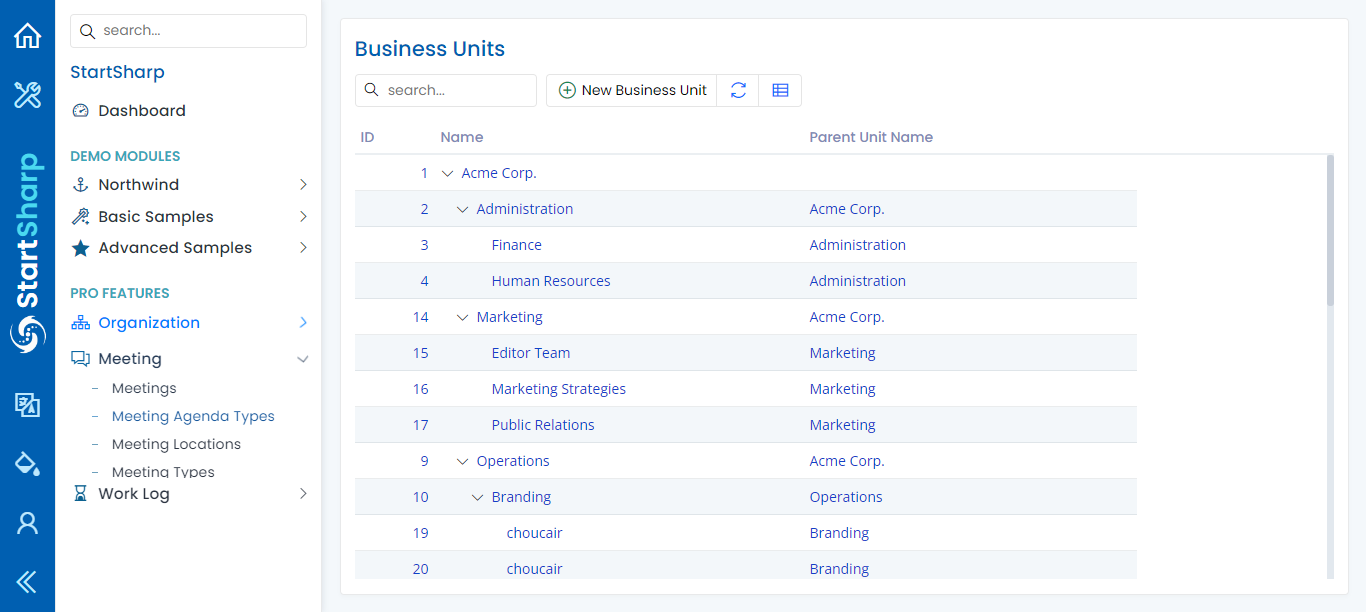 StartSharp
search...
StartSharp
Dashboard
DEMO MODULES
Northwind
Basic Samples
Advanced Samples
PRO FEATURES
Organization
Meeting
Meetings
Meeting Agenda Types
Meeting Locations
Meeting Types
Work Log
Business Units
search... New Business Unit
ID Name Parent Unit Name
1 Acme Corp.
2 Administration Acme Corp.
3 Finance Administration
4 Human Resources Administration
14 Marketing Acme Corp.
15 Editor Team Marketing
16 Marketing Strategies Marketing
17 Public Relations Marketing
9 Operations Acme Corp.
10 Branding Operations
19 choucair Branding
20 choucair Branding